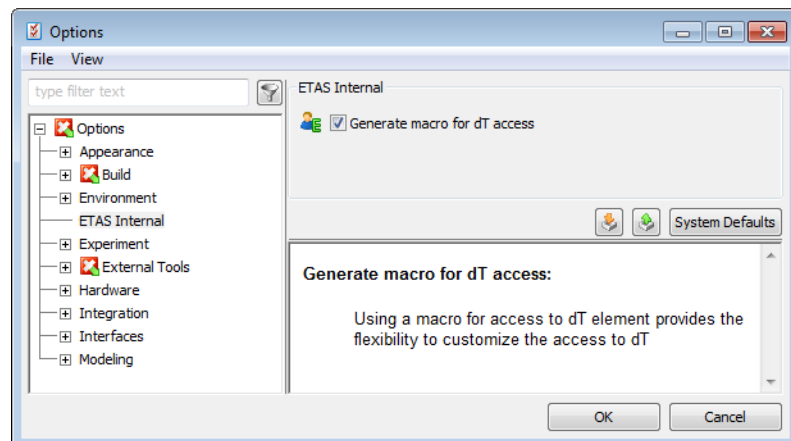 Options
File View
type filter text
Options
Appearance
Build
Environment
ETAS Internal
Experiment
External Tools
Hardware
Integration
Interfaces
Modeling
ETAS Internal
E Generate macro for dT access
System Defaults
Generate macro for dT access:
Using a macro for access to dT element provides the
flexibility to customize the access to dT
OK Cancel